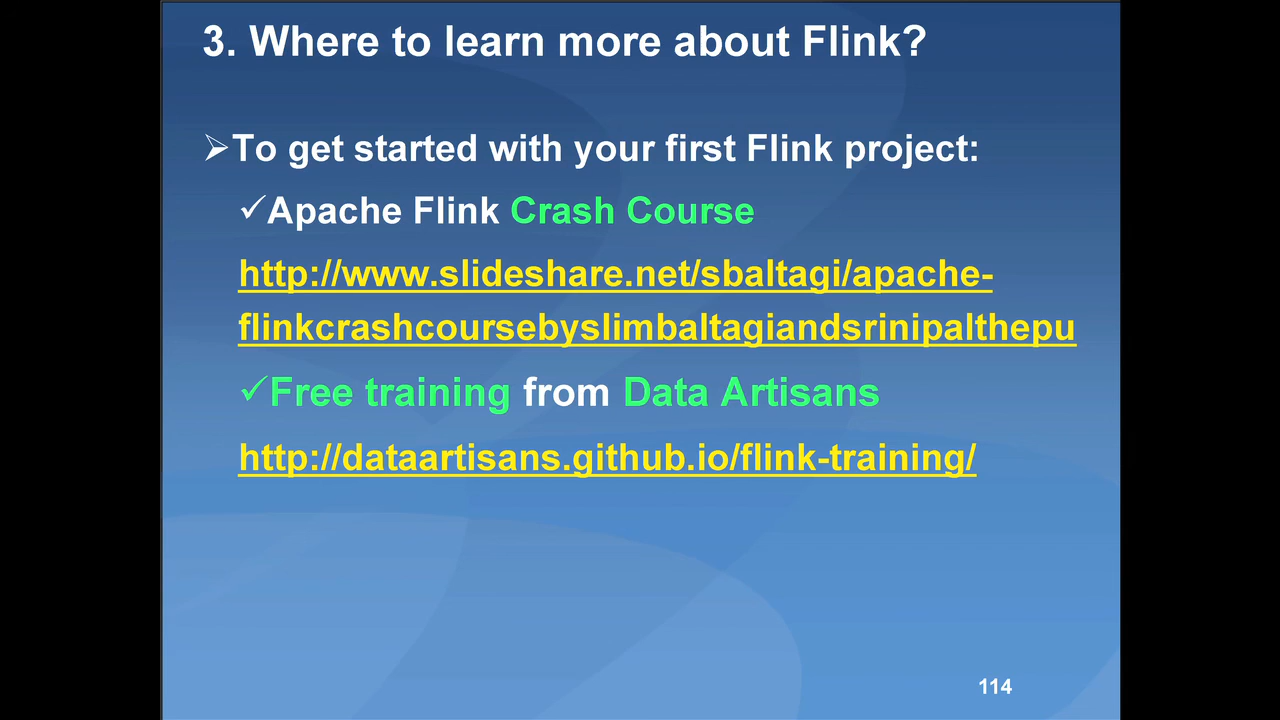 3. Where to learn more about Flink?
➢To get started with your first Flink project:
✓Apache Flink Crash Course
http://www.slideshare.net/sbaltagi/apache-
flinkcrashcoursebyslimbaltagiandsrinipalthepu
✓Free training from Data Artisans
http://dataartisans.github.io/flink-training/
114